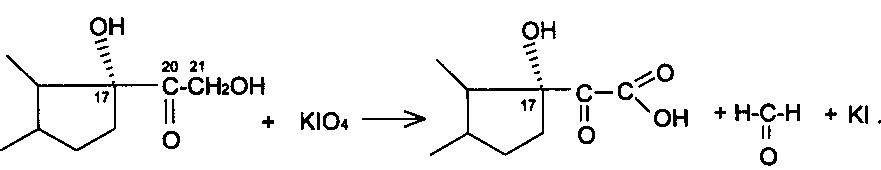 OH
20 21
C-CH₂OH
17
O
+ KIO₄
OH
17
C C O
O
OH
+ H-C-H + KI .
O